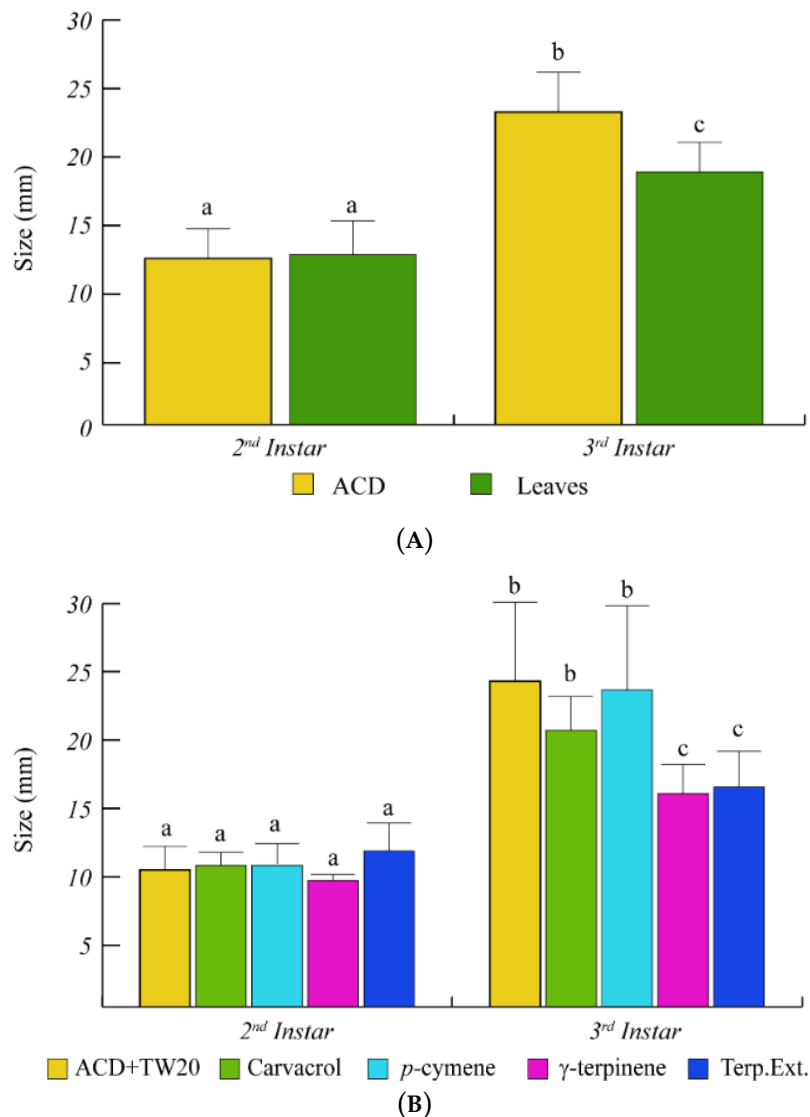 30
b
25
c
20
Size (mm)
a a
15
10
5
0
2nd Instar 3rd Instar
ACD Leaves
(A)
b b
30
25
b
20
c c
Size (mm)
15
a a a a a
10
5
2nd Instar 3rd Instar
ACD+TW20 Carvacrol p-cymene γ-terpinene Terp.Ext.
(B)